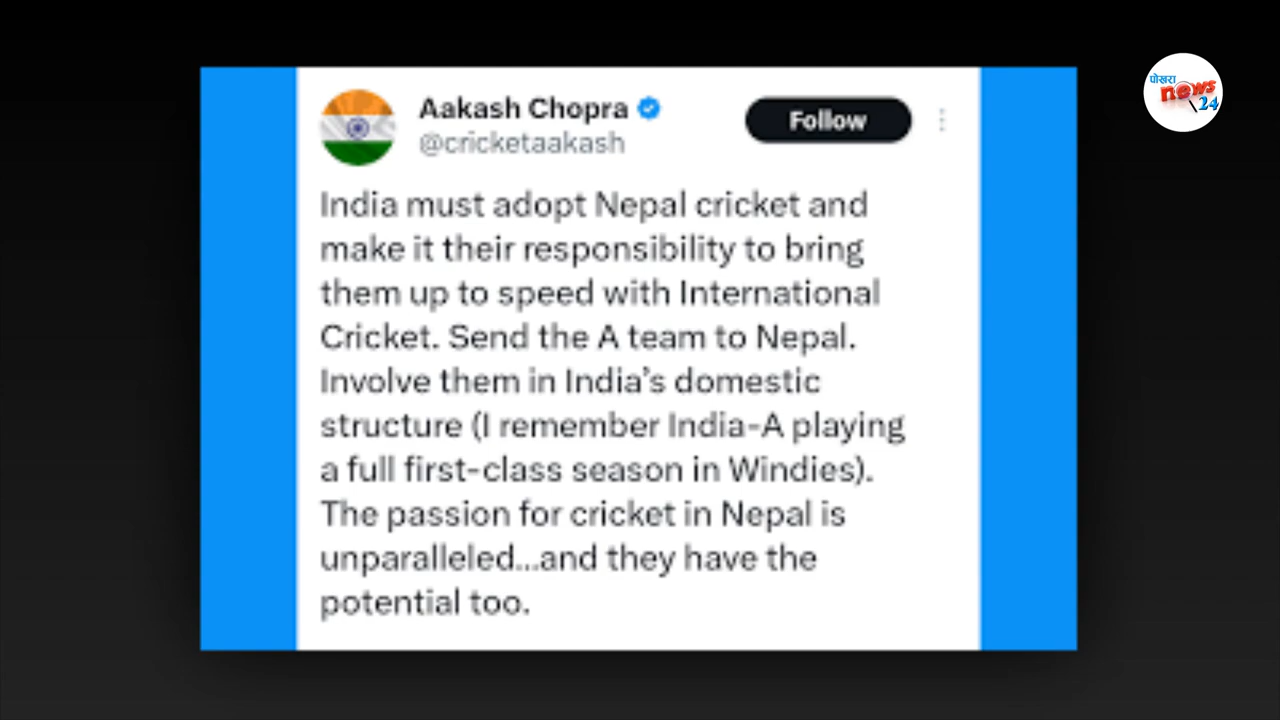 पोखरा
news
24
Aakash Chopra
@cricketaakash
Follow
India must adopt Nepal cricket and
make it their responsibility to bring
them up to speed with International
Cricket. Send the A team to Nepal.
Involve them in India’s domestic
structure (I remember India-A playing
a full first-class season in Windies).
The passion for cricket in Nepal is
unparalleled...and they have the
potential too.